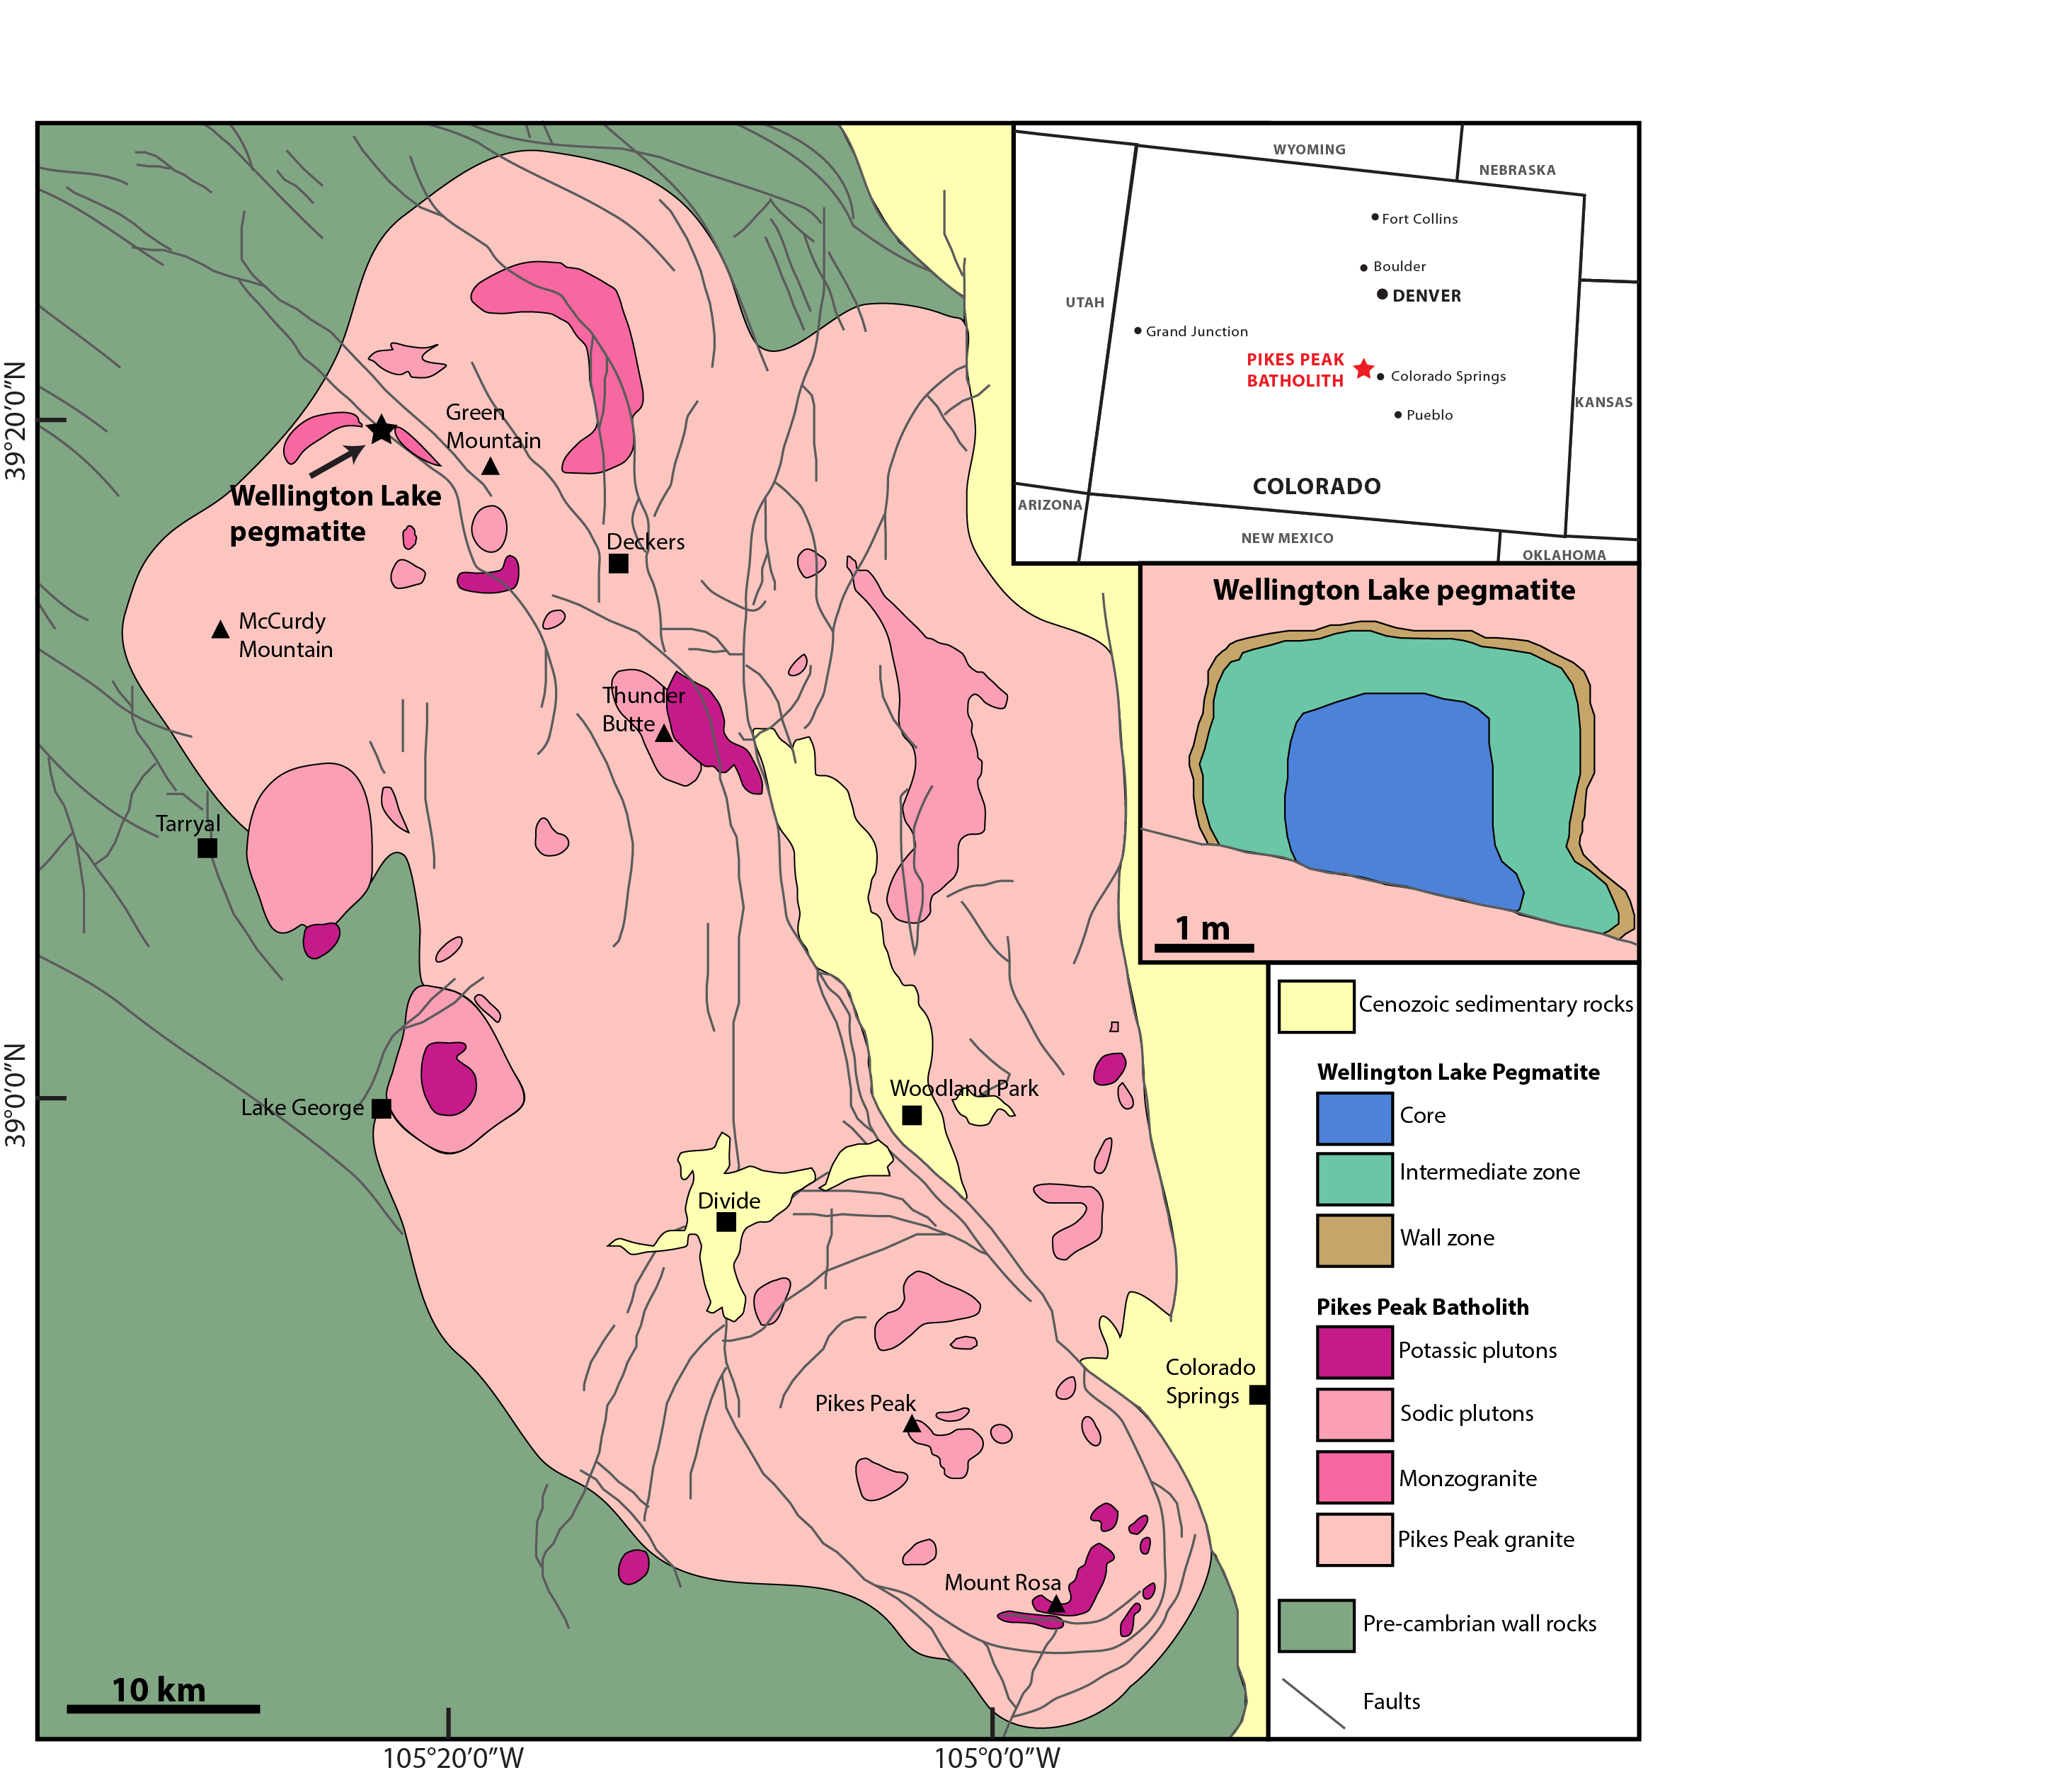 WYOMING
NEBRASKA
Fort Collins
Boulder
DENVER
UTAH
Grand Junction
PIKES PEAK
BATHOLITH
Colorado Springs
KANSAS
Pueblo
COLORADO
ARIZONA
NEW MEXICO
OKLAHOMA
39°20'0"N
Green
Mountain
Wellington Lake
pegmatite
Deckers
McCurdy
Mountain
Thunder
Butte
Tarryal
Wellington Lake pegmatite
1 m
39°0'0"N
Lake George
Woodland Park
Divide
Pikes Peak
Colorado
Springs
Mount Rosa
10 km
105°20'0"W
105°0'0"W
Cenozoic sedimentary rocks
Wellington Lake Pegmatite
Core
Intermediate zone
Wall zone
Pikes Peak Batholith
Potassic plutons
Sodic plutons
Monzogranite
Pikes Peak granite
Pre-cambrian wall rocks
Faults